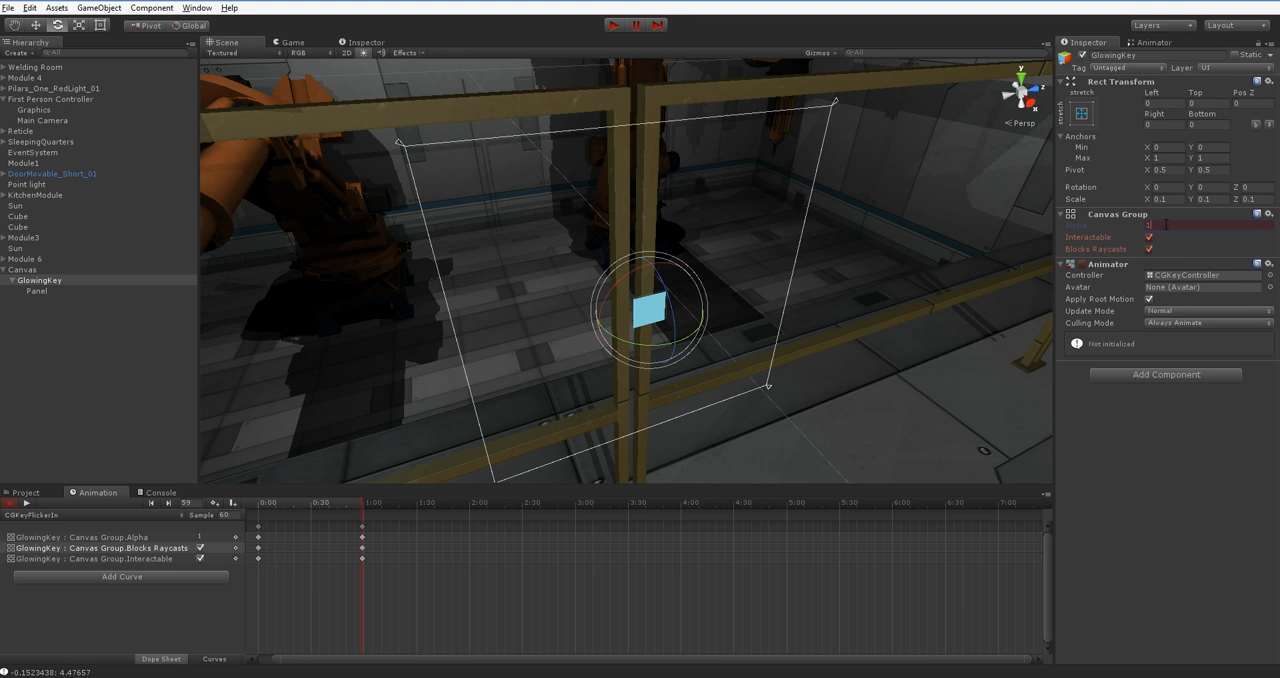 File Edit Assets GameObject Component Window Help
Pivot Global Layers Layout
Hierarchy
Create All
Welding Room
Module 4
Pilars_One_RedLight_01
First Person Controller
Graphics
Main Camera
Reticle
SleepingQuarters
EventSystem
Module1
DoorMovable_Short_01
Point light
KitchenModule
Sun
Cube
Cube
Module3
Sun
Module 6
Canvas
GlowingKey
Panel
Scene Game Inspector
Textured RGB 2D Effects Gizmos All
y
z
x
Persp
Inspector Animator
GlowingKey Static
Tag Untagged Layer UI
Rect Transform
stretch Left Top Pos Z
stretch
0 0 0
Right Bottom
0 0
Anchors
Min X 0 Y 0
Max X 1 Y 1
Pivot X 0.5 Y 0.5
Rotation X 0 Y 0 Z 0
Scale X 0.1 Y 0.1 Z 0.1
Canvas Group
Alpha 1
Interactable
Blocks Raycasts
Animator
Controller CGKeyController
Avatar None (Avatar)
Apply Root Motion
Update Mode Normal
Culling Mode Always Animate
Not initialized
Add Component
Project Animation Console
59 0:00 0:30 1:00 1:30 2:00 2:30 3:00 3:30 4:00 4:30 5:00 5:30 6:00 6:30 7:00
CGKeyFlickerIn Sample 60
GlowingKey : Canvas Group.Alpha 1
GlowingKey : Canvas Group.Blocks Raycasts
GlowingKey : Canvas Group.Interactable
Add Curve
Dope Sheet Curves
-0.1523438: 4.47657